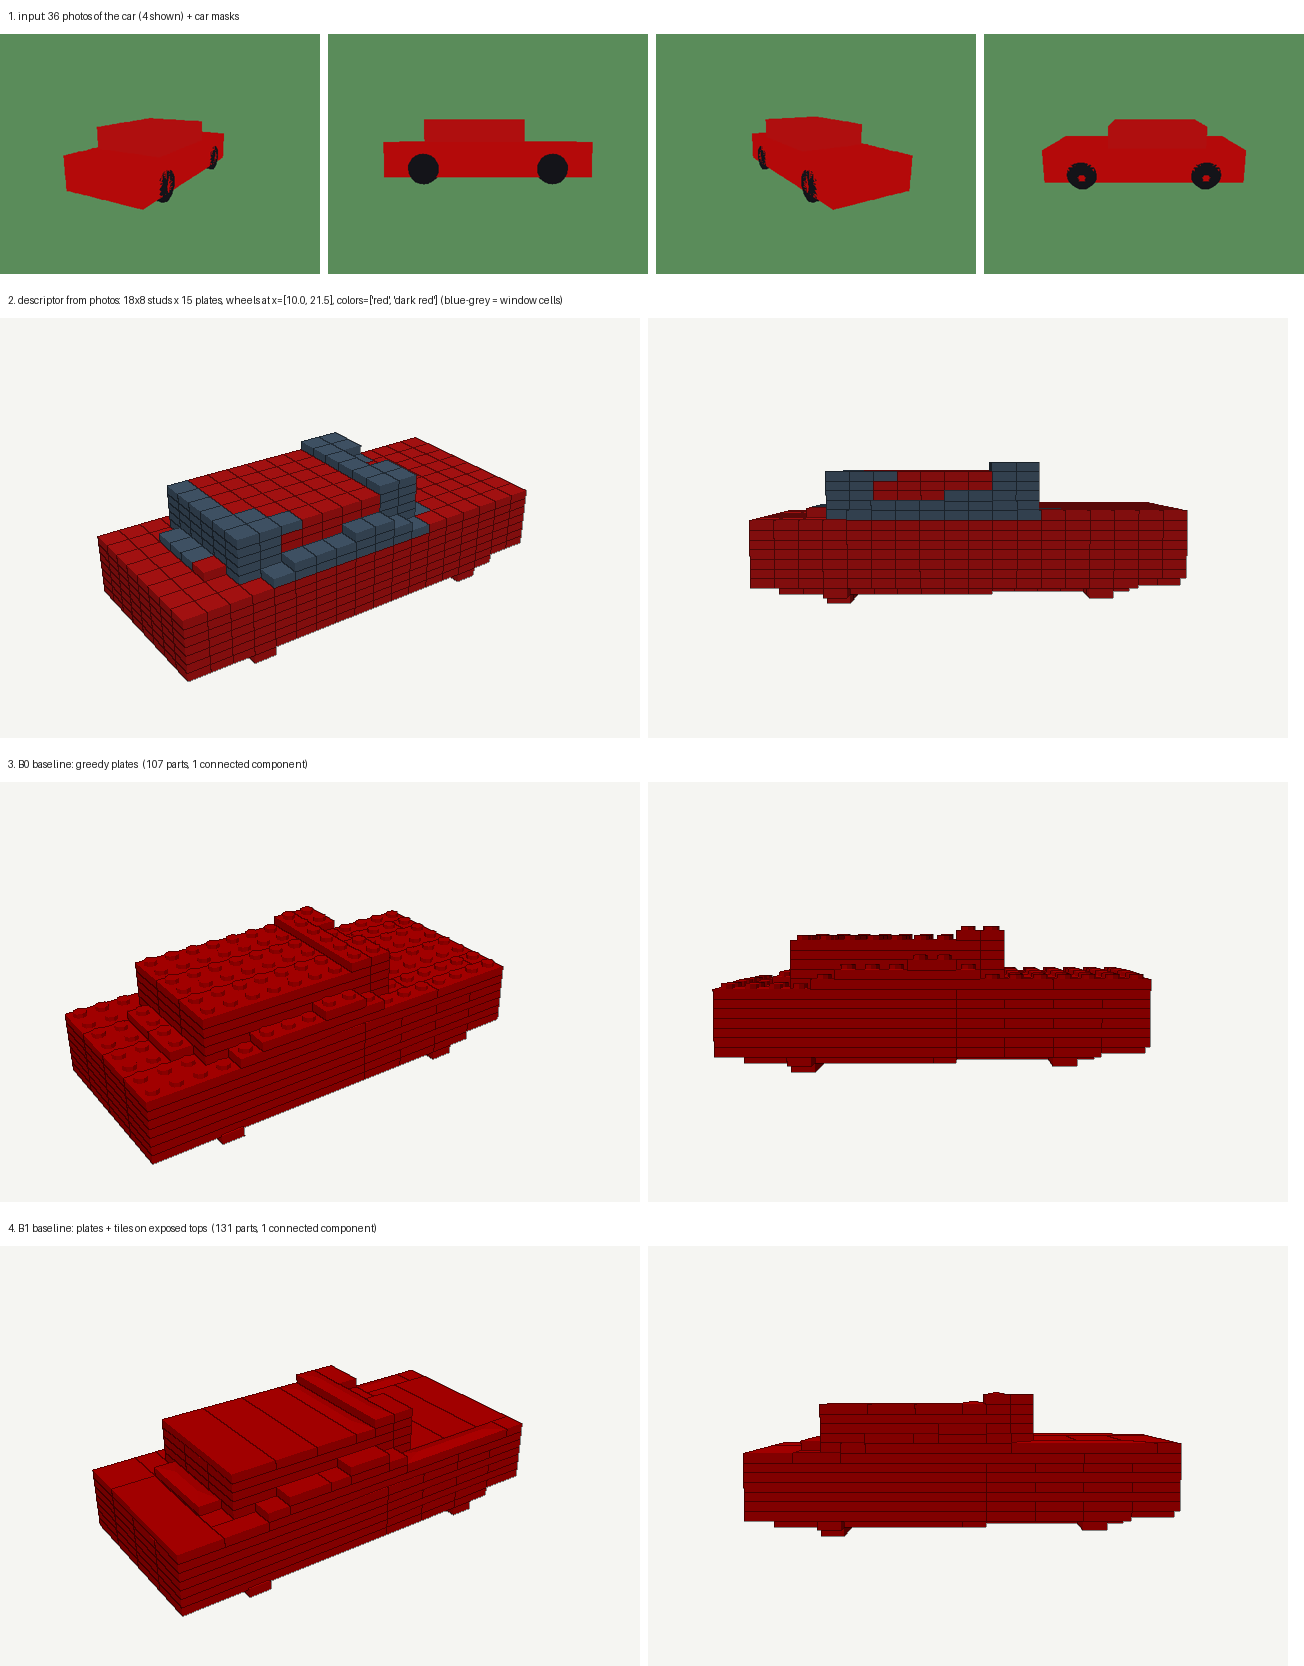 1. input: 36 photos of the car (4 shown) + car masks
2. descriptor from photos: 18x8 studs x 15 plates, wheels at x=[10.0, 21.5], colors=['red', 'dark red'] (blue-grey = window cells)
3. B0 baseline: greedy plates (107 parts, 1 connected component)
4. B1 baseline: plates + tiles on exposed tops (131 parts, 1 connected component)